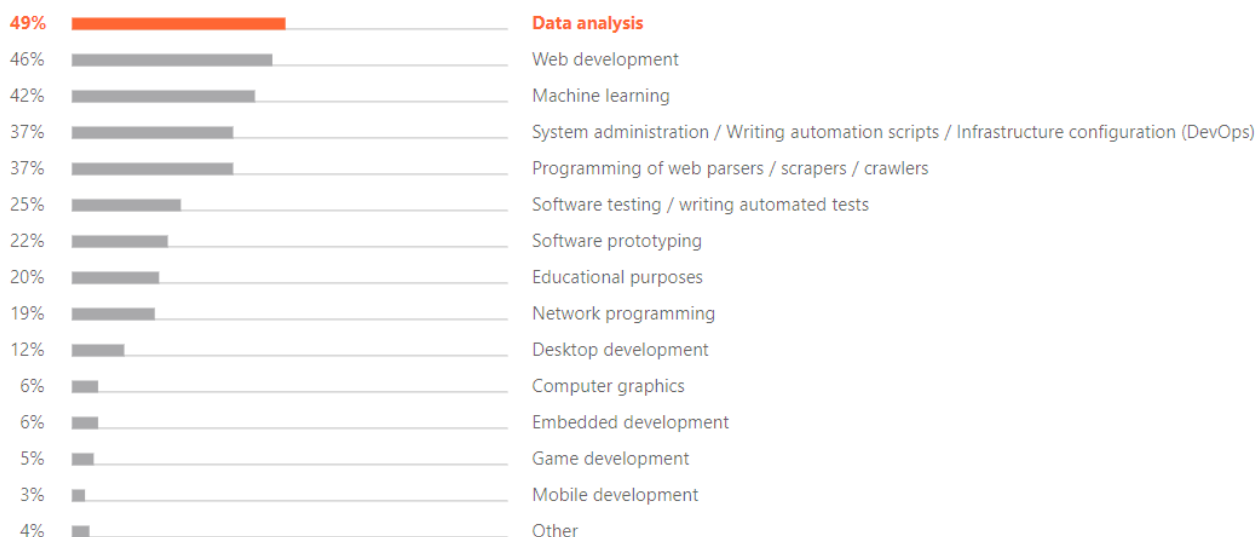 49% Data analysis
46% Web development
42% Machine learning
37% System administration / Writing automation scripts / Infrastructure configuration (DevOps)
37% Programming of web parsers / scrapers / crawlers
25% Software testing / writing automated tests
22% Software prototyping
20% Educational purposes
19% Network programming
12% Desktop development
6% Computer graphics
6% Embedded development
5% Game development
3% Mobile development
4% Other